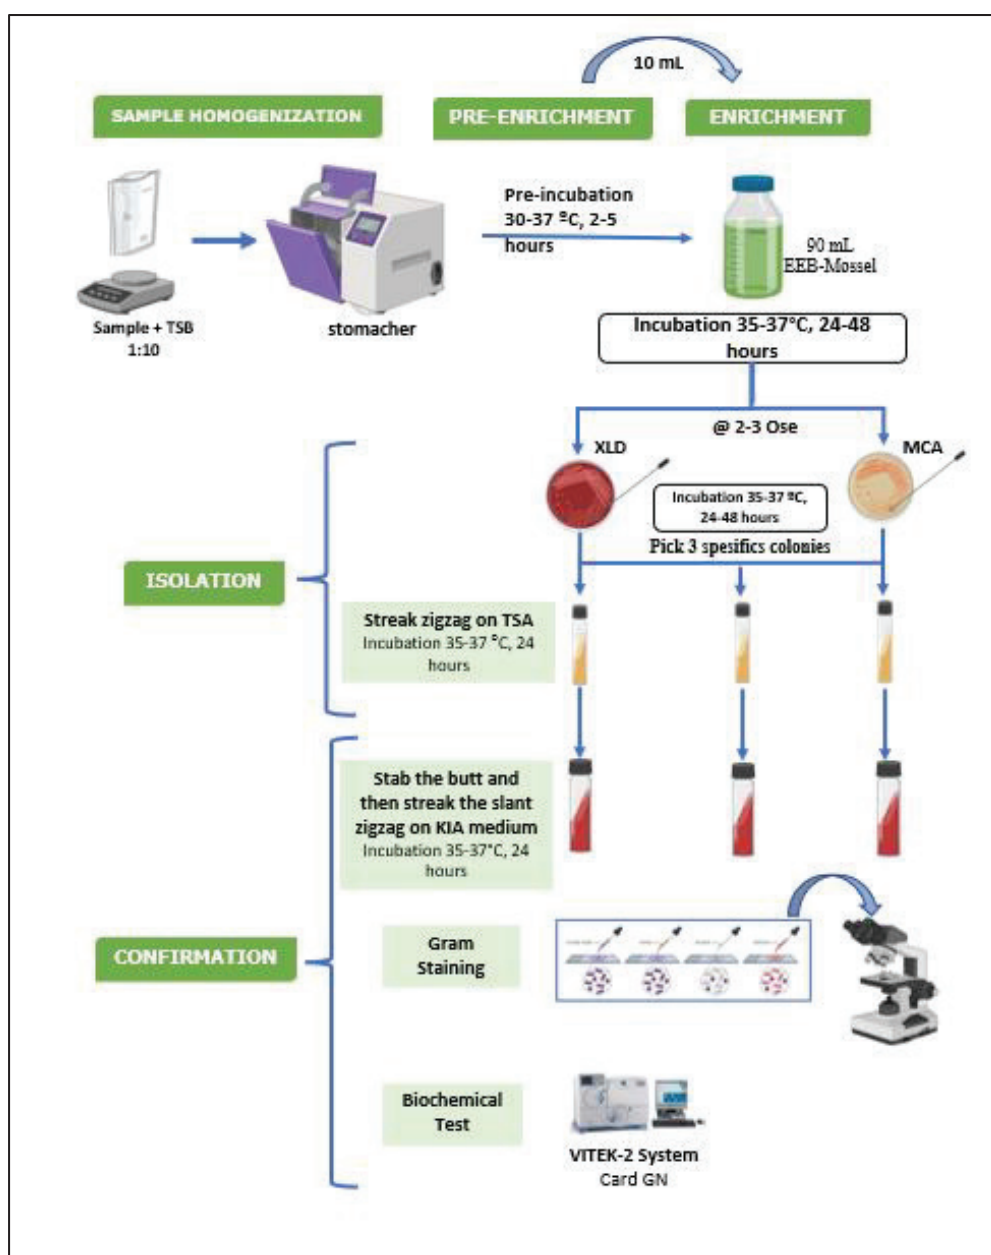 10 mL
SAMPLE HOMOGENIZATION
PRE-ENRICHMENT
ENRICHMENT
Pre-incubation
30-37 ºC, 2-5
hours
90 mL
EEB-Møssel
Sample + TSB
1:10
stomacher
Incubation 35-37°C, 24-48
hours
@ 2-3 Ose
XLD
MCA
Incubation 35-37 ºC,
24-48 hours
Pick 3 spesifics colonies
ISOLATION
Streak zigzag on TSA
Incubation 35-37 ºC, 24
hours
Stab the butt and
then streak the slant
zigzag on KIA medium
Incubation 35-37°C, 24
hours
CONFIRMATION
Gram
Staining
Biochemical
Test
VITEK-2 System
Card GN